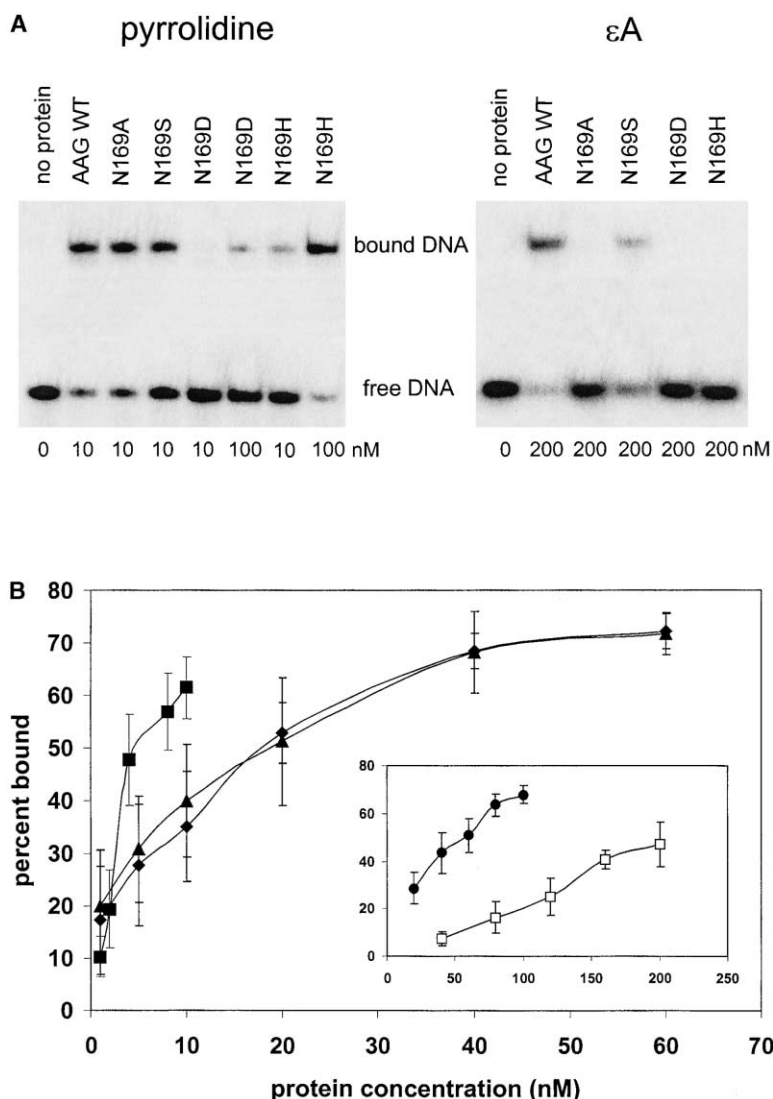 A
pyrrolidine
εA
no protein
AAG WT
N169A
N169S
N169D
N169D
N169H
N169H
no protein
AAG WT
N169A
N169S
N169D
N169H
bound DNA
free DNA
0 10 10 10 10 100 10 100 nM
0 200 200 200 200 200 nM
B
percent bound
80
70
60
50
40
30
20
10
0
0 10 20 30 40 50 60 70
protein concentration (nM)
80
60
40
20
0
0 50 100 150 200 250